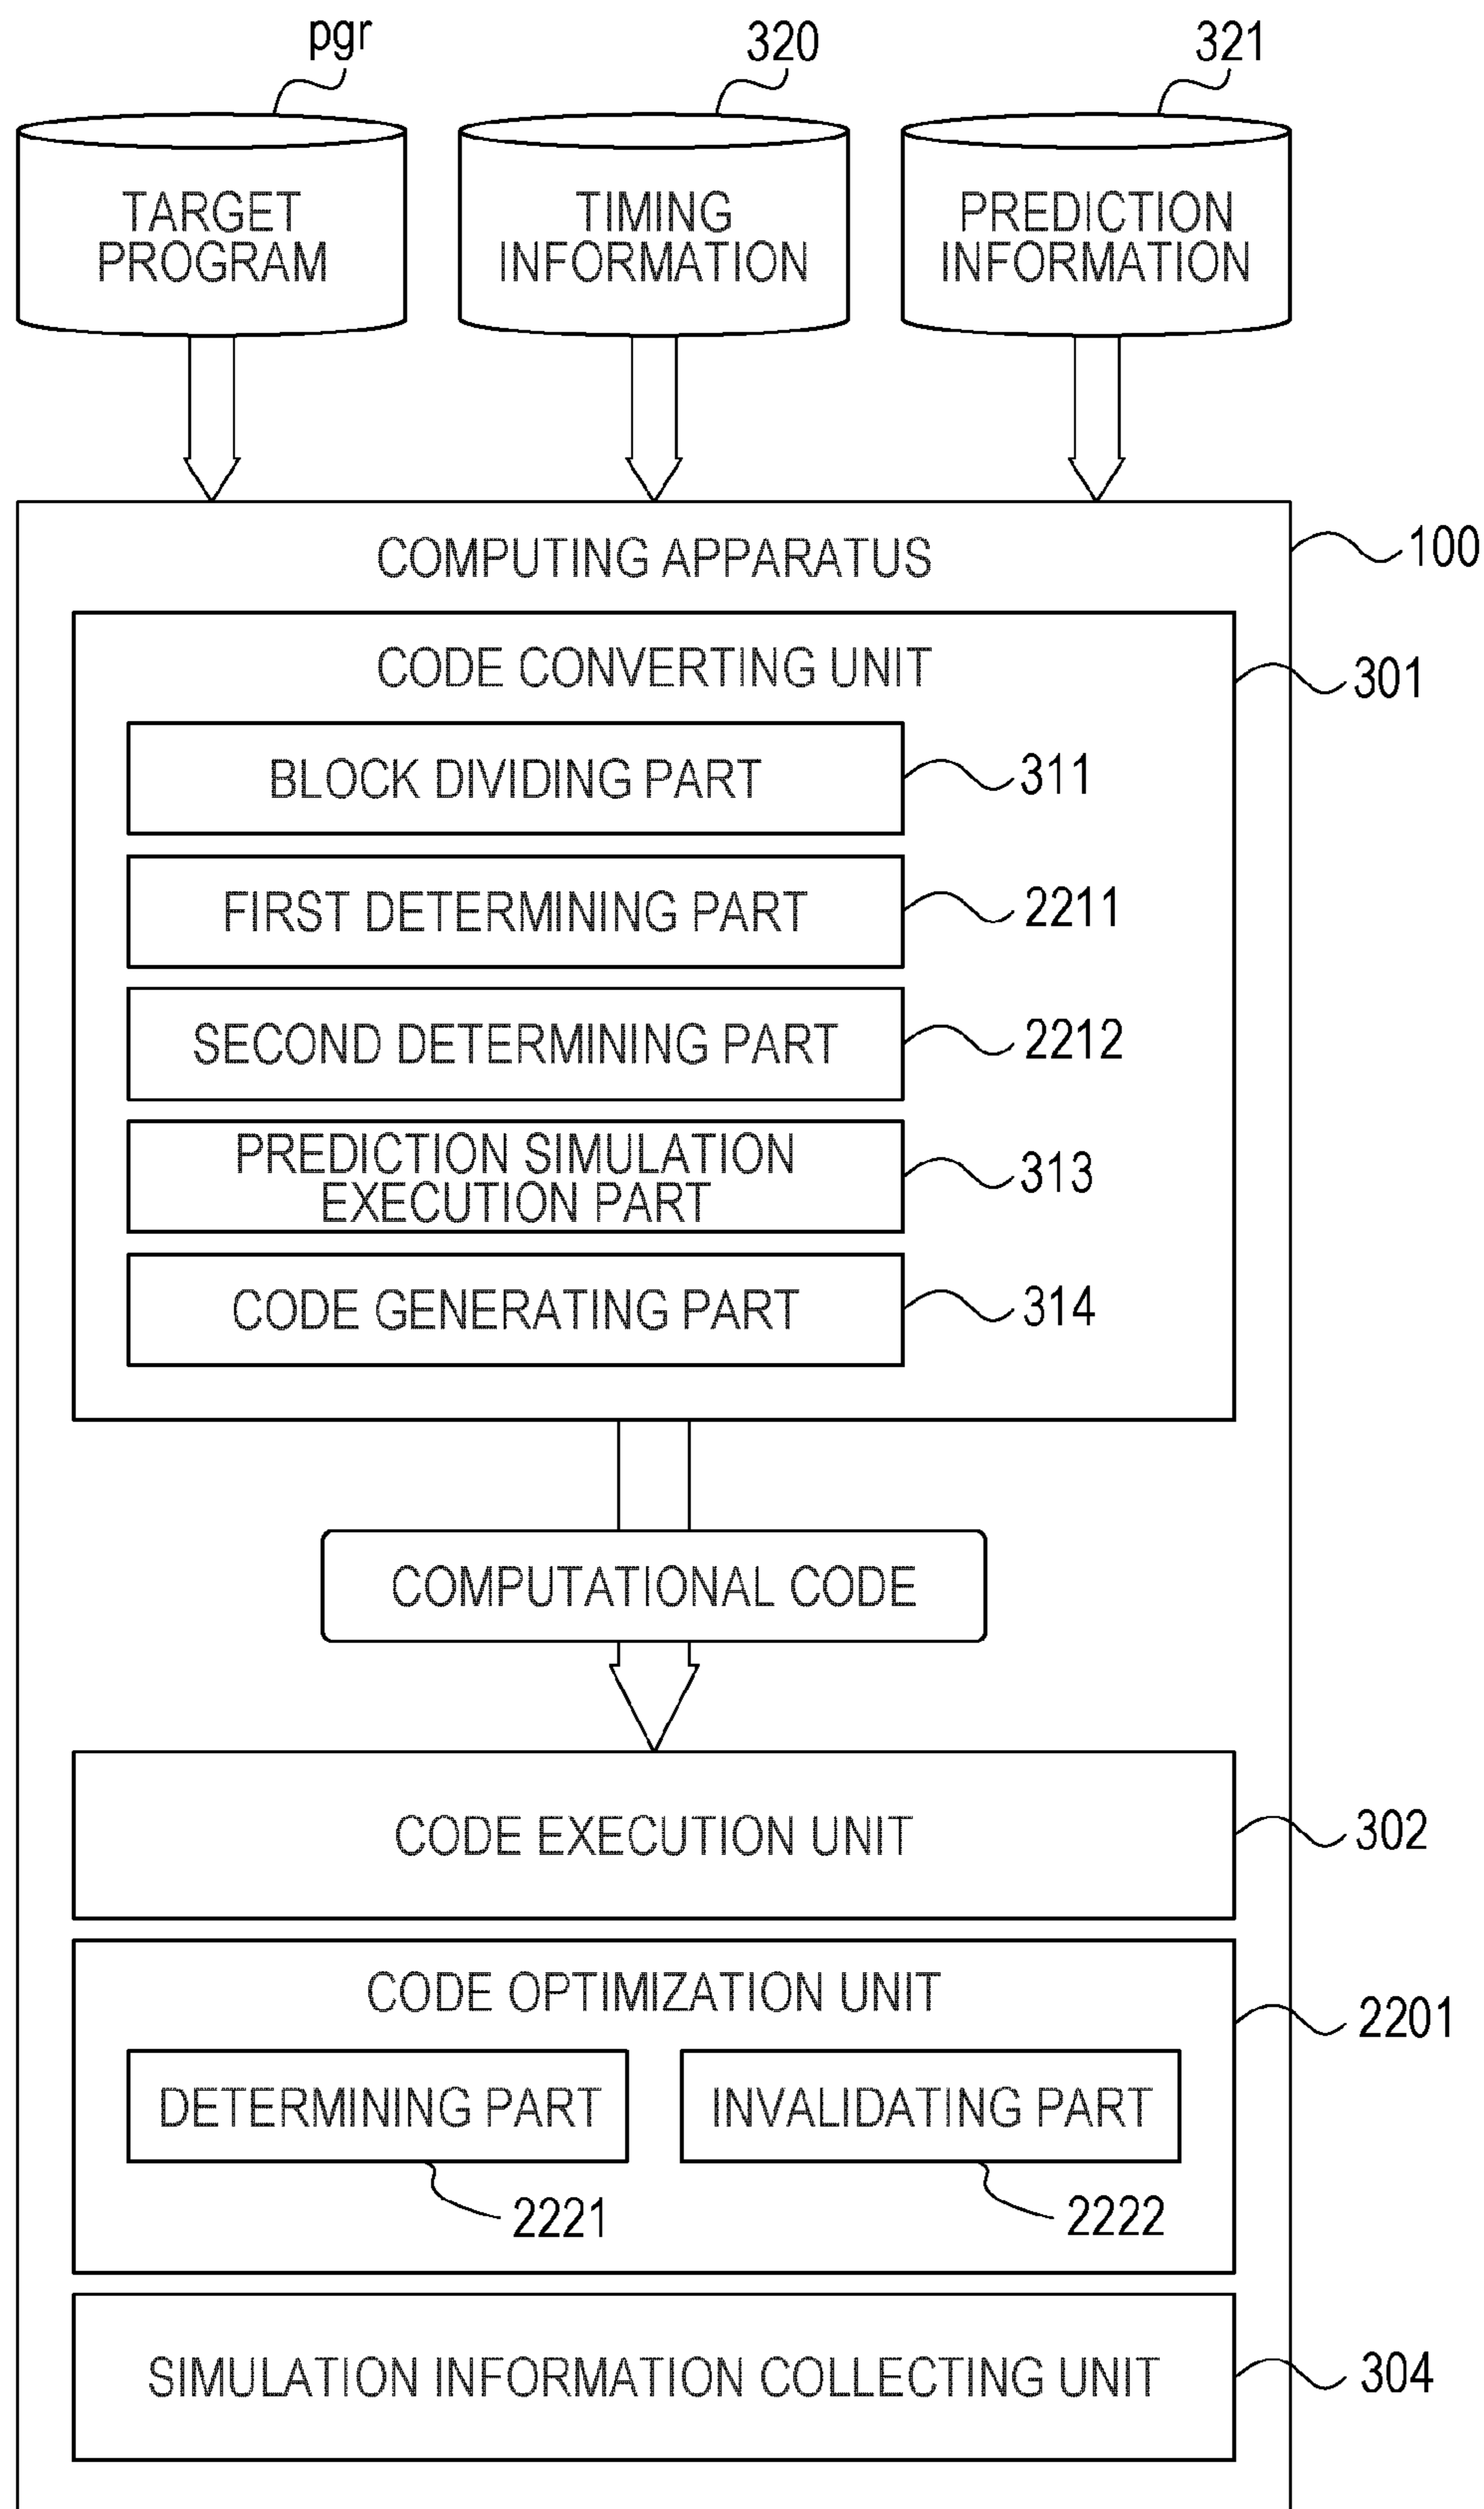 pgr
320
321
TARGET
PROGRAM
TIMING
INFORMATION
PREDICTION
INFORMATION
COMPUTING APPARATUS
100
CODE CONVERTING UNIT
301
BLOCK DIVIDING PART
311
FIRST DETERMINING PART
2211
SECOND DETERMINING PART
2212
PREDICTION SIMULATION
EXECUTION PART
313
CODE GENERATING PART
314
COMPUTATIONAL CODE
CODE EXECUTION UNIT
302
CODE OPTIMIZATION UNIT
2201
DETERMINING PART
INVALIDATING PART
2221
2222
SIMULATION INFORMATION COLLECTING UNIT
304